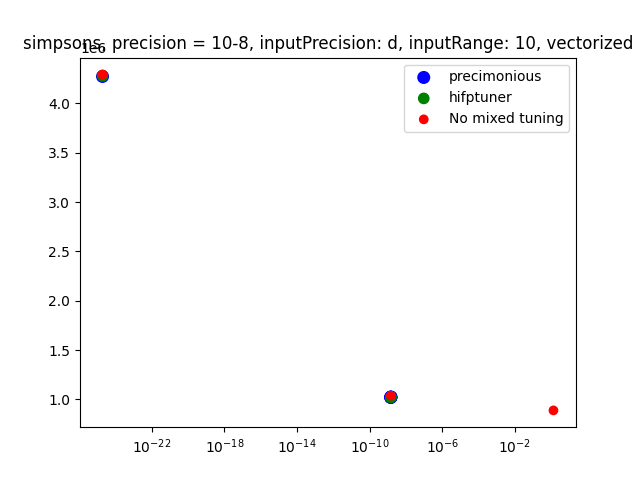 simpsons, precision = 10-8, inputPrecision: d, inputRange: 10, vectorized
1e6
precimonious
hifptuner
No mixed tuning
4.0
3.5
3.0
2.5
2.0
1.5
1.0
10⁻²² 10⁻¹⁸ 10⁻¹⁴ 10⁻¹⁰ 10⁻⁶ 10⁻²